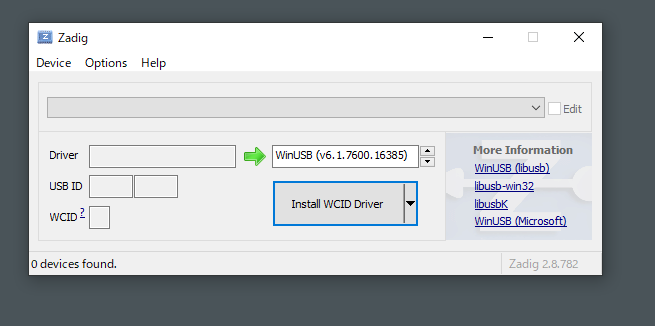 Zadig
Device Options Help
Edit
Driver
WinUSB (v6.1.7600.16385)
USB ID
WCID ?
Install WCID Driver
More Information
WinUSB (libusb)
libusb-win32
libusbK
WinUSB (Microsoft)
0 devices found.
Zadig 2.8.782